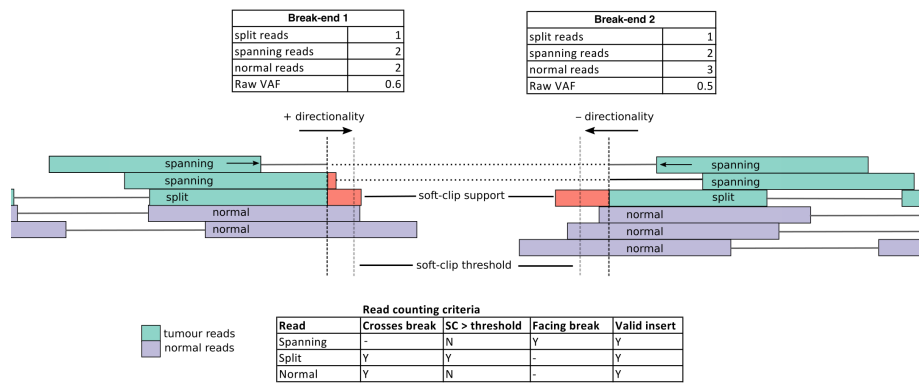 Break-end 1
split reads 1
spanning reads 2
normal reads 2
Raw VAF 0.6
Break-end 2
split reads 1
spanning reads 2
normal reads 3
Raw VAF 0.5
+ directionality
– directionality
spanning
spanning
split
normal
normal
soft-clip support
soft-clip threshold
spanning
spanning
split
normal
normal
normal
tumour reads
normal reads
Read counting criteria
Read Crosses break SC > threshold Facing break Valid insert
Spanning - N Y Y
Split Y Y - Y
Normal Y N - Y